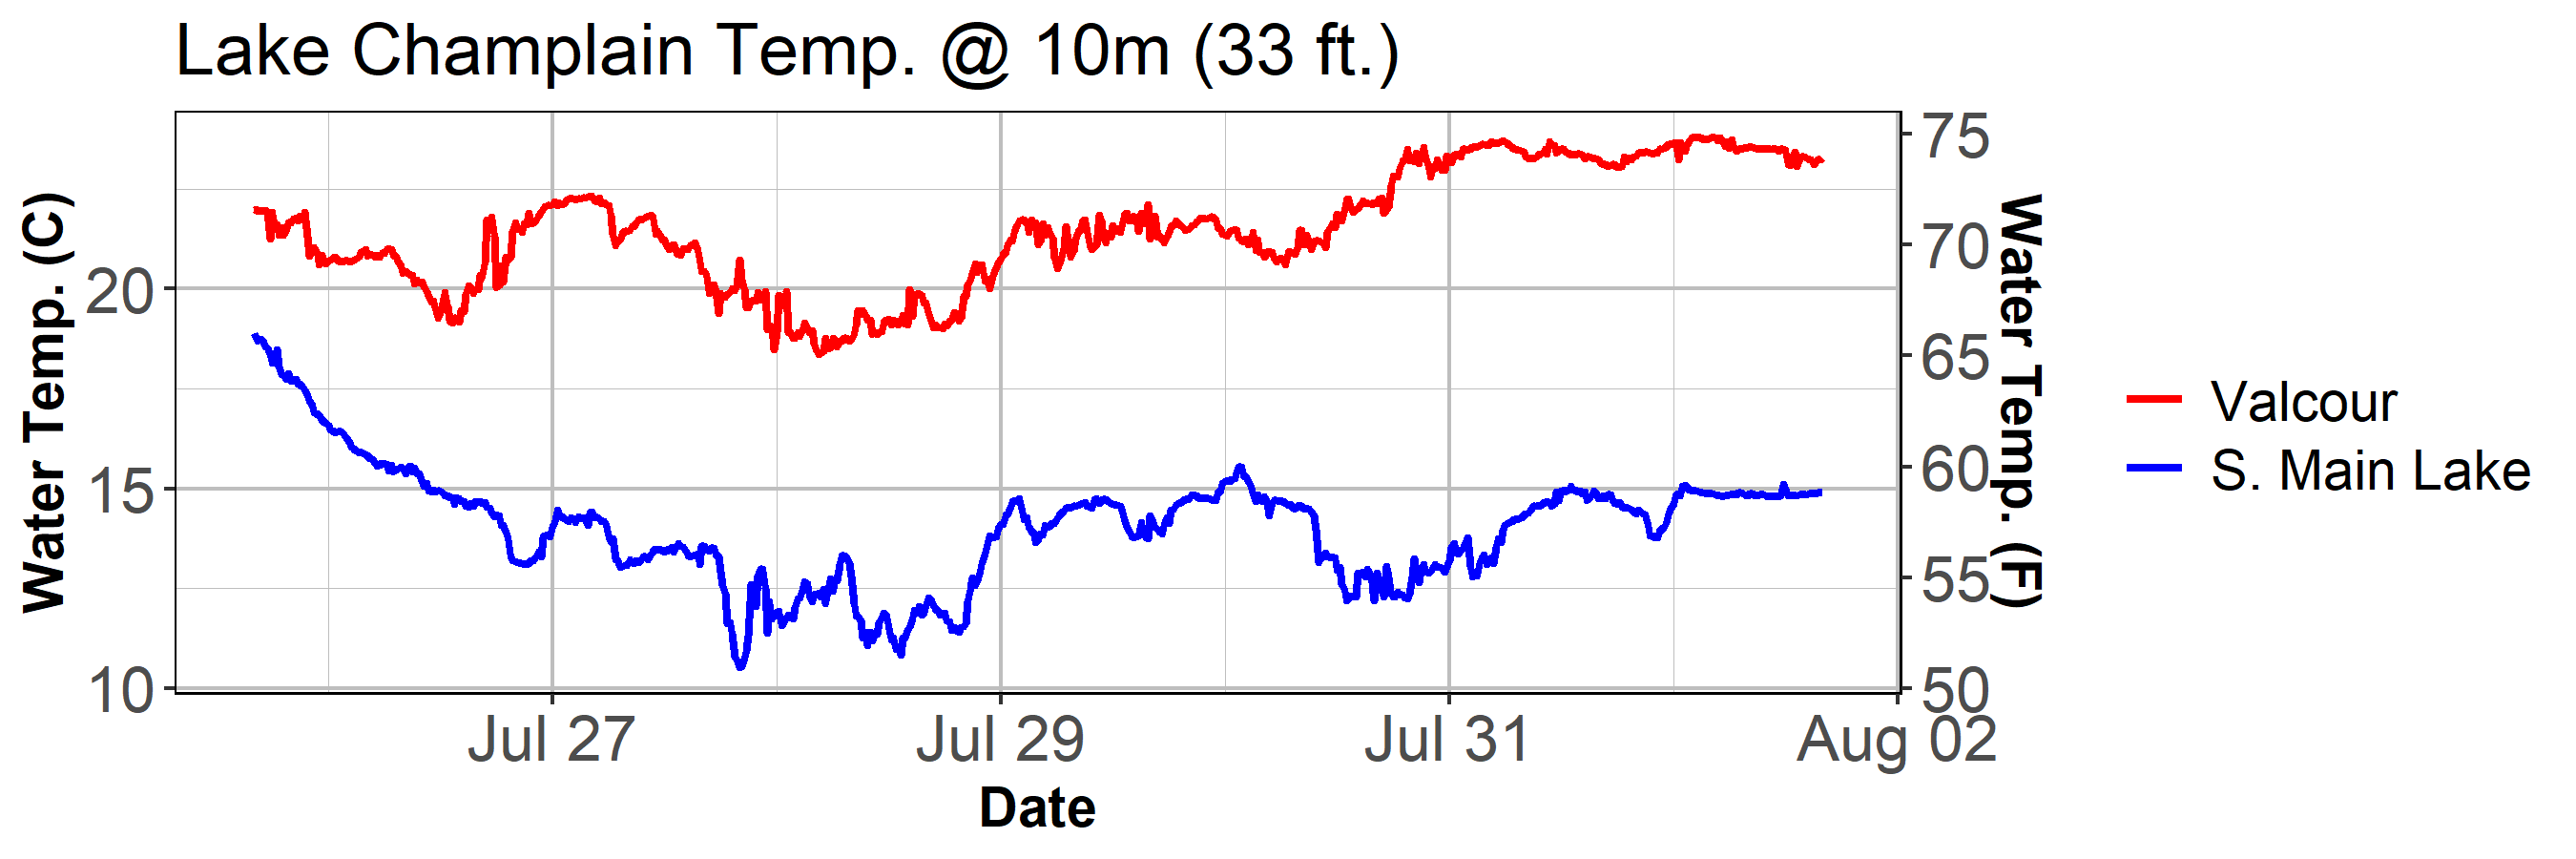 Lake Champlain Temp. @ 10m (33 ft.)
Water Temp. (C)
20
15
10
75
70
65
60
55
50
Water Temp. (F)
Jul 27
Jul 29
Jul 31
Aug 02
Date
Valcour
S. Main Lake